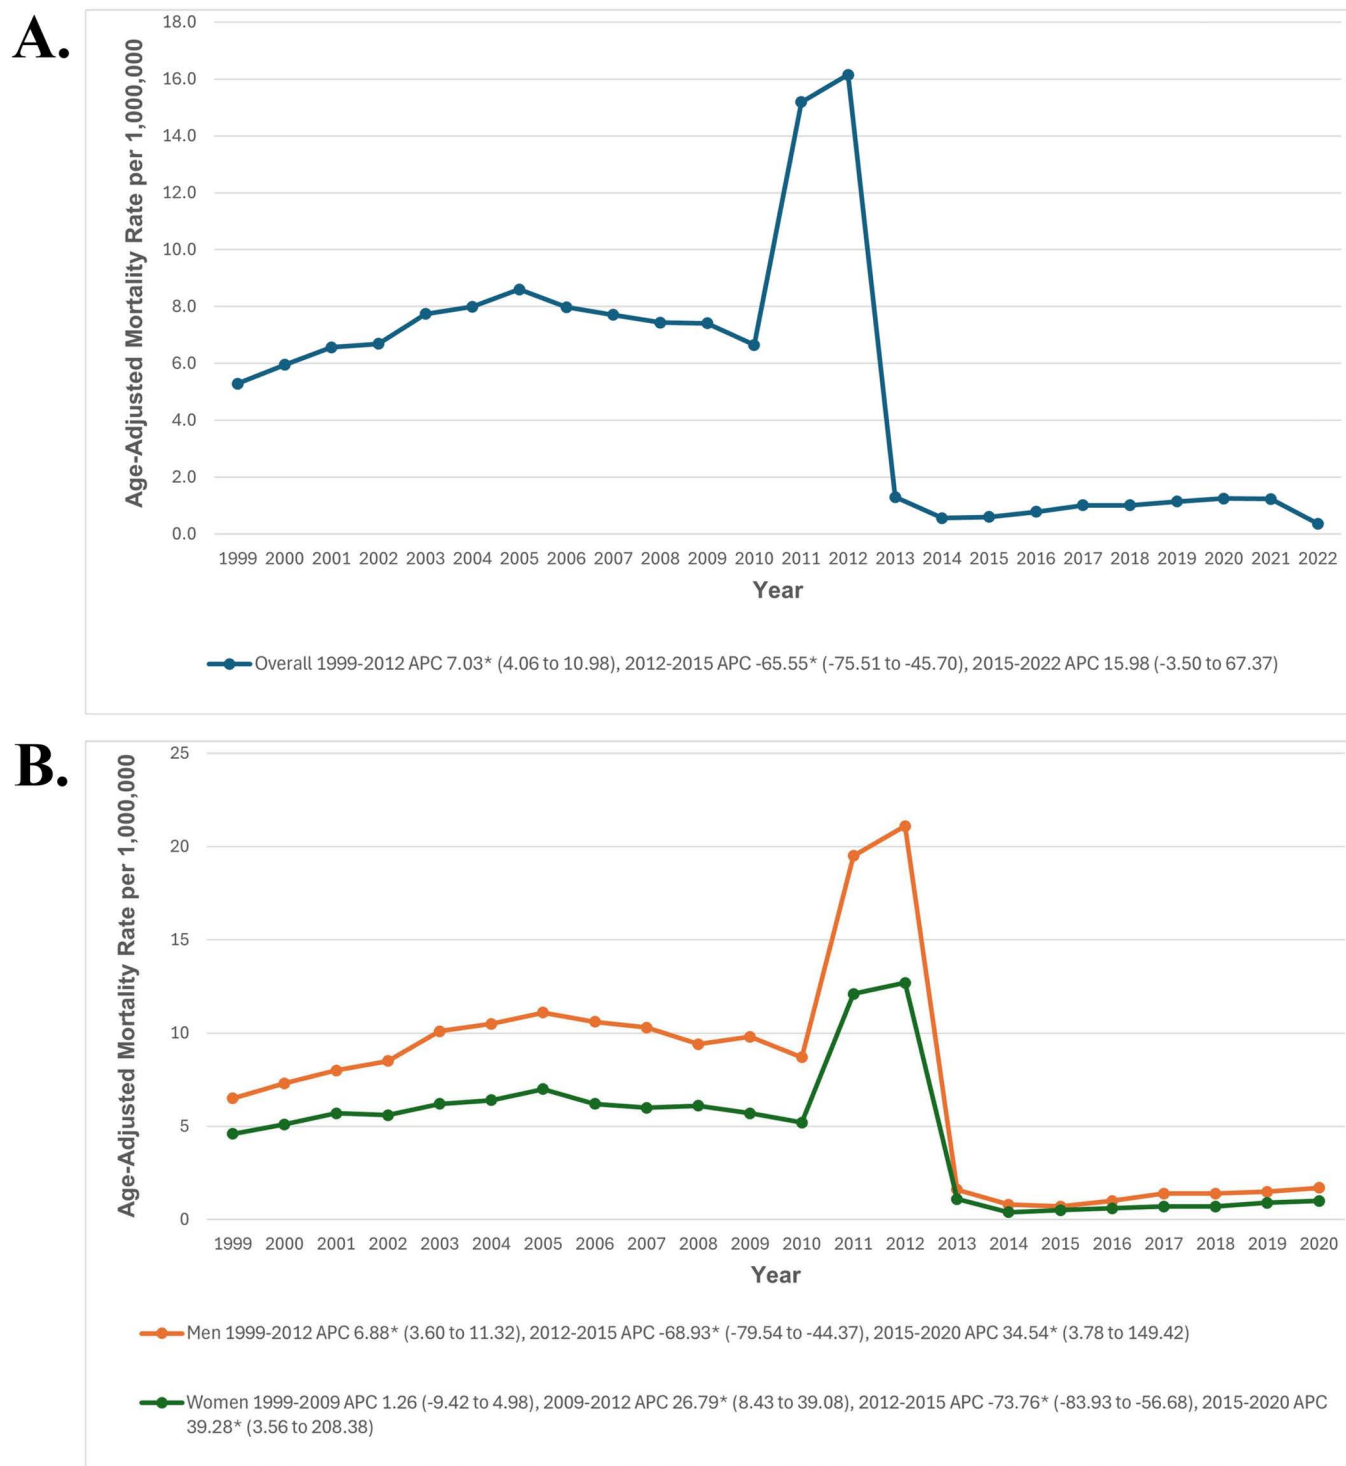 A.
Age-Adjusted Mortality Rate per 1,000,000
18.0
16.0
14.0
12.0
10.0
8.0
6.0
4.0
2.0
0.0
1999 2000 2001 2002 2003 2004 2005 2006 2007 2008 2009 2010 2011 2012 2013 2014 2015 2016 2017 2018 2019 2020 2021 2022
Year
Overall 1999-2012 APC 7.03* (4.06 to 10.98), 2012-2015 APC -65.55* (-75.51 to -45.70), 2015-2022 APC 15.98 (-3.50 to 67.37)
B.
Age-Adjusted Mortality Rate per 1,000,000
25
20
15
10
5
0
1999 2000 2001 2002 2003 2004 2005 2006 2007 2008 2009 2010 2011 2012 2013 2014 2015 2016 2017 2018 2019 2020
Year
Men 1999-2012 APC 6.88* (3.60 to 11.32), 2012-2015 APC -68.93* (-79.54 to -44.37), 2015-2020 APC 34.54* (3.78 to 149.42)
Women 1999-2009 APC 1.26 (-9.42 to 4.98), 2009-2012 APC 26.79* (8.43 to 39.08), 2012-2015 APC -73.76* (-83.93 to -56.68), 2015-2020 APC
39.28* (3.56 to 208.38)